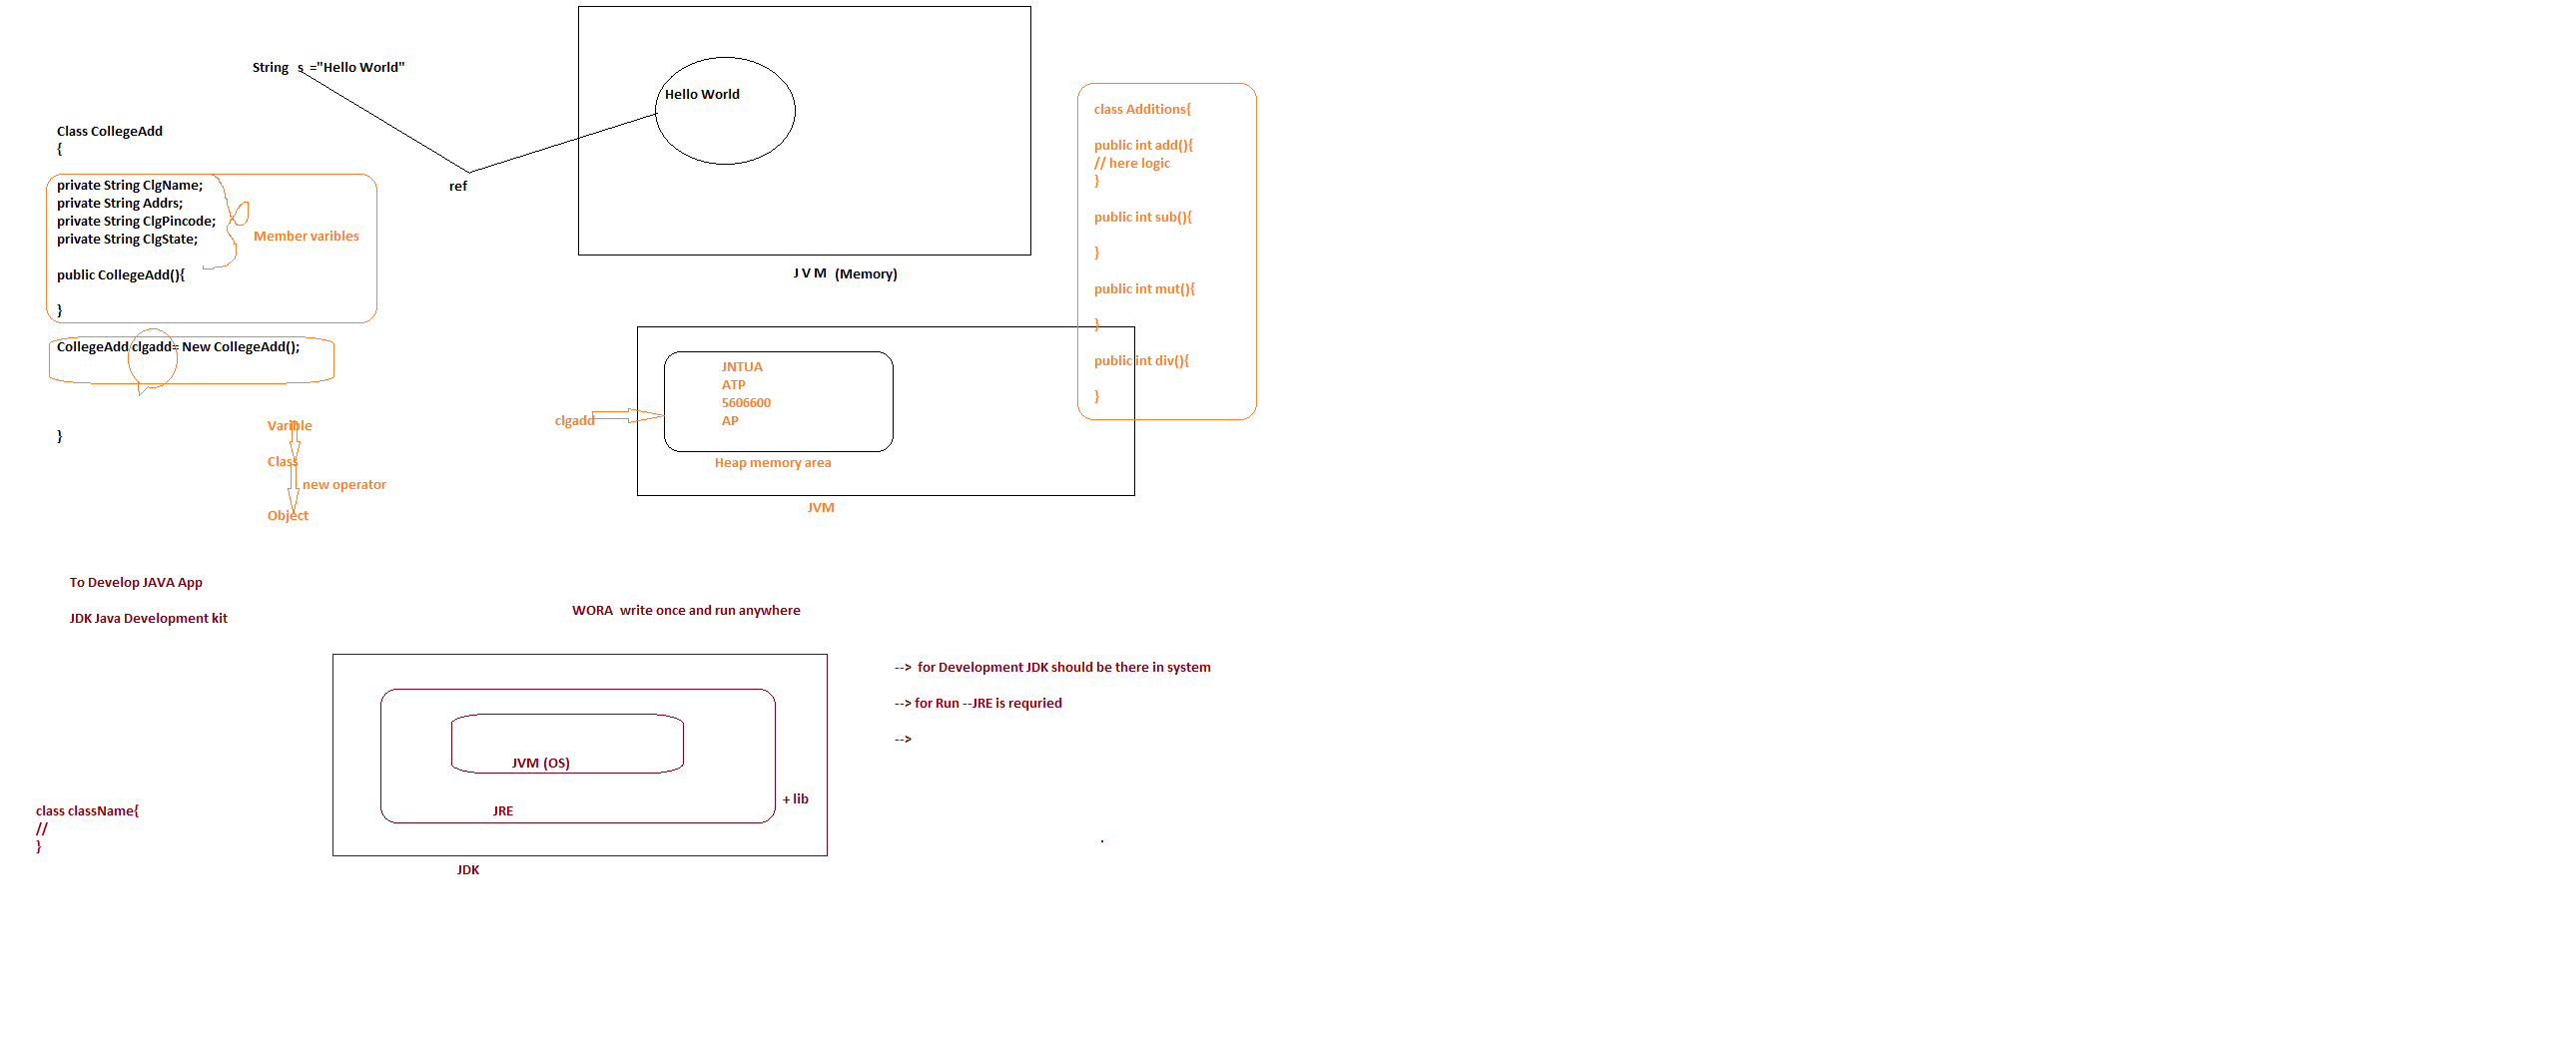 String s ="Hello World"
Hello World
ref
J V M (Memory)
Class CollegeAdd
{
private String ClgName;
private String Addrs;
private String ClgPincode;
private String ClgState;
Member varibles
public CollegeAdd(){
}
CollegeAdd clgadd= New CollegeAdd();
}
class Additions{
public int add(){
// here logic
}
public int sub(){
}
public int mut(){
}
public int div(){
}
JNTUA
ATP
5606600
AP
clgadd
Heap memory area
JVM
Varible
Class
new operator
Object
To Develop JAVA App
JDK Java Development kit
WORA write once and run anywhere
--> for Development JDK should be there in system
--> for Run --JRE is requried
-->
JVM (OS)
JRE
+ lib
JDK
class className{
//
}